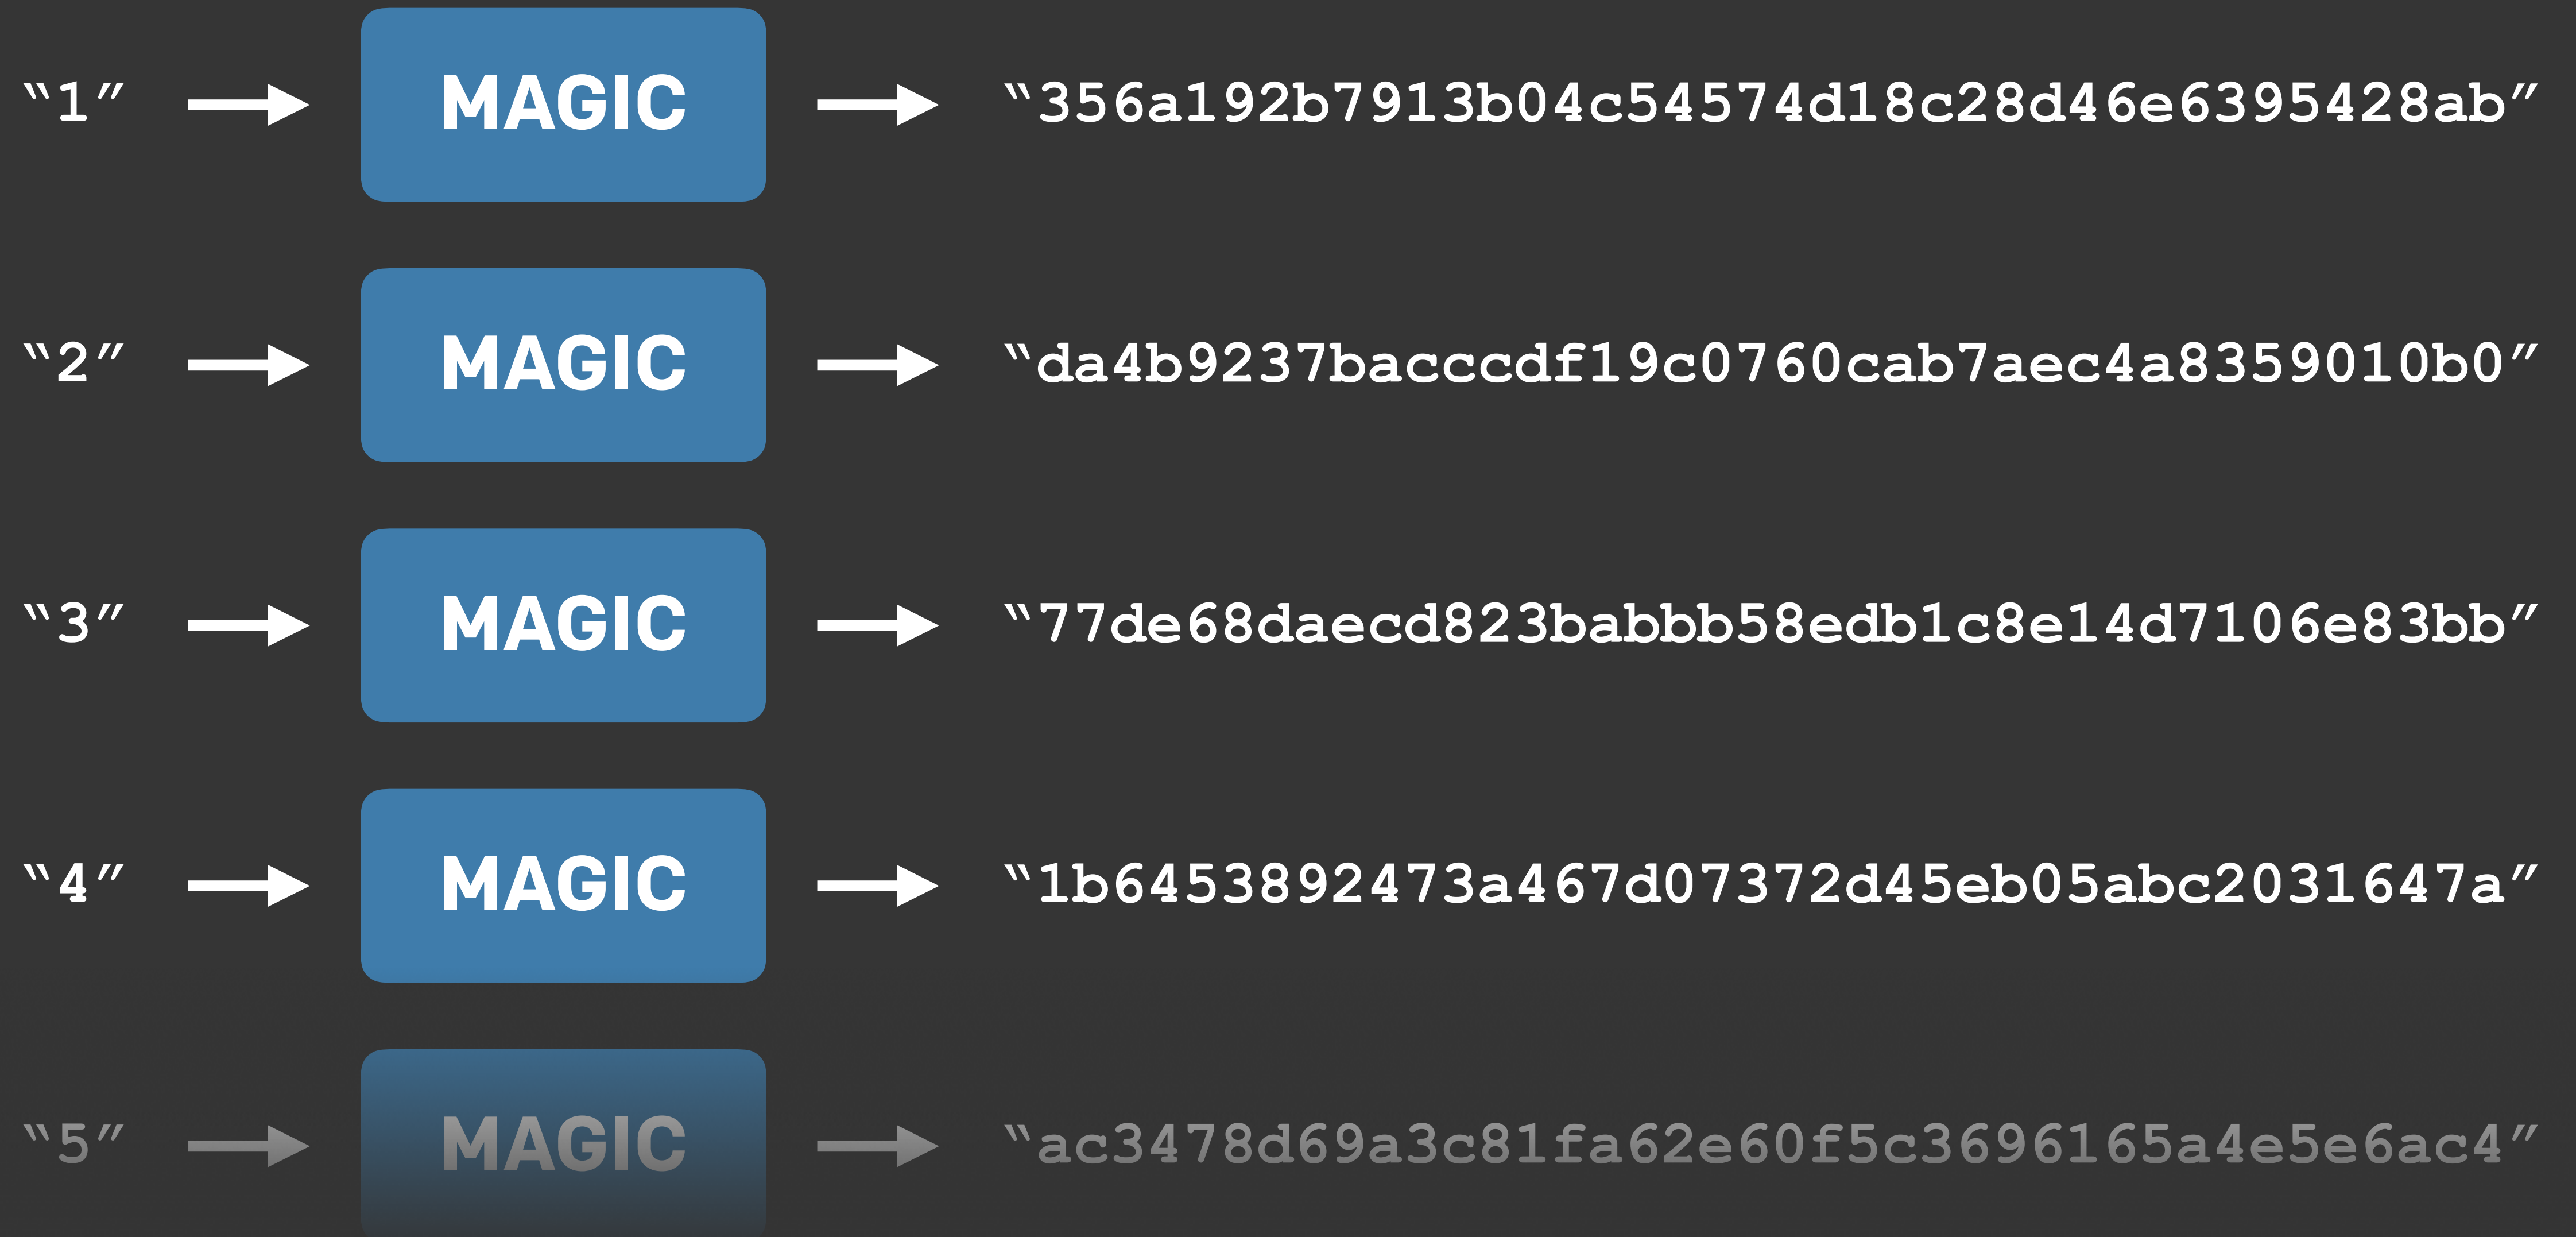 “1” MAGIC “356a192b7913b04c54574d18c28d46e6395428ab”
“2” MAGIC “da4b9237bacccdf19c0760cab7aec4a8359010b0”
“3” MAGIC “77de68daecd823babbb58edb1c8e14d7106e83bb”
“4” MAGIC “1b6453892473a467d07372d45eb05abc2031647a”
“5” MAGIC “ac3478d69a3c81fa62e60f5c3696165a4e5e6ac4”